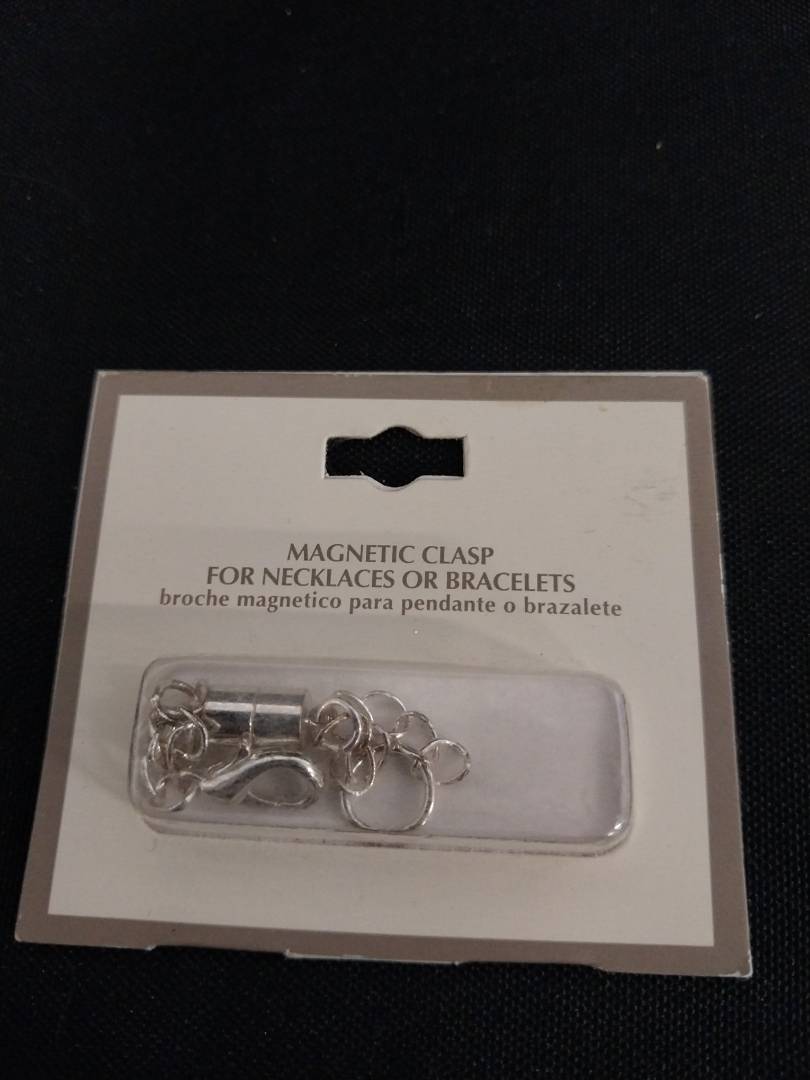 MAGNETIC CLASP
FOR NECKLACES OR BRACELETS
broche magnetico para pendante o brazalete